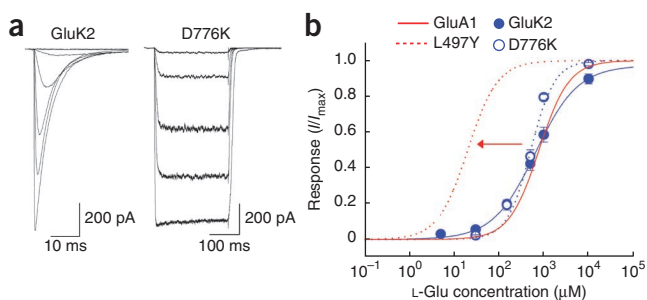 a
GluK2
D776K
200 pA
10 ms
200 pA
100 ms
b
GluA1
GluK2
L497Y
D776K
Response (I/Imax)
1.0
0.8
0.6
0.4
0.2
0
10⁻¹ 10⁰ 10¹ 10² 10³ 10⁴ 10⁵
L-Glu concentration (μM)